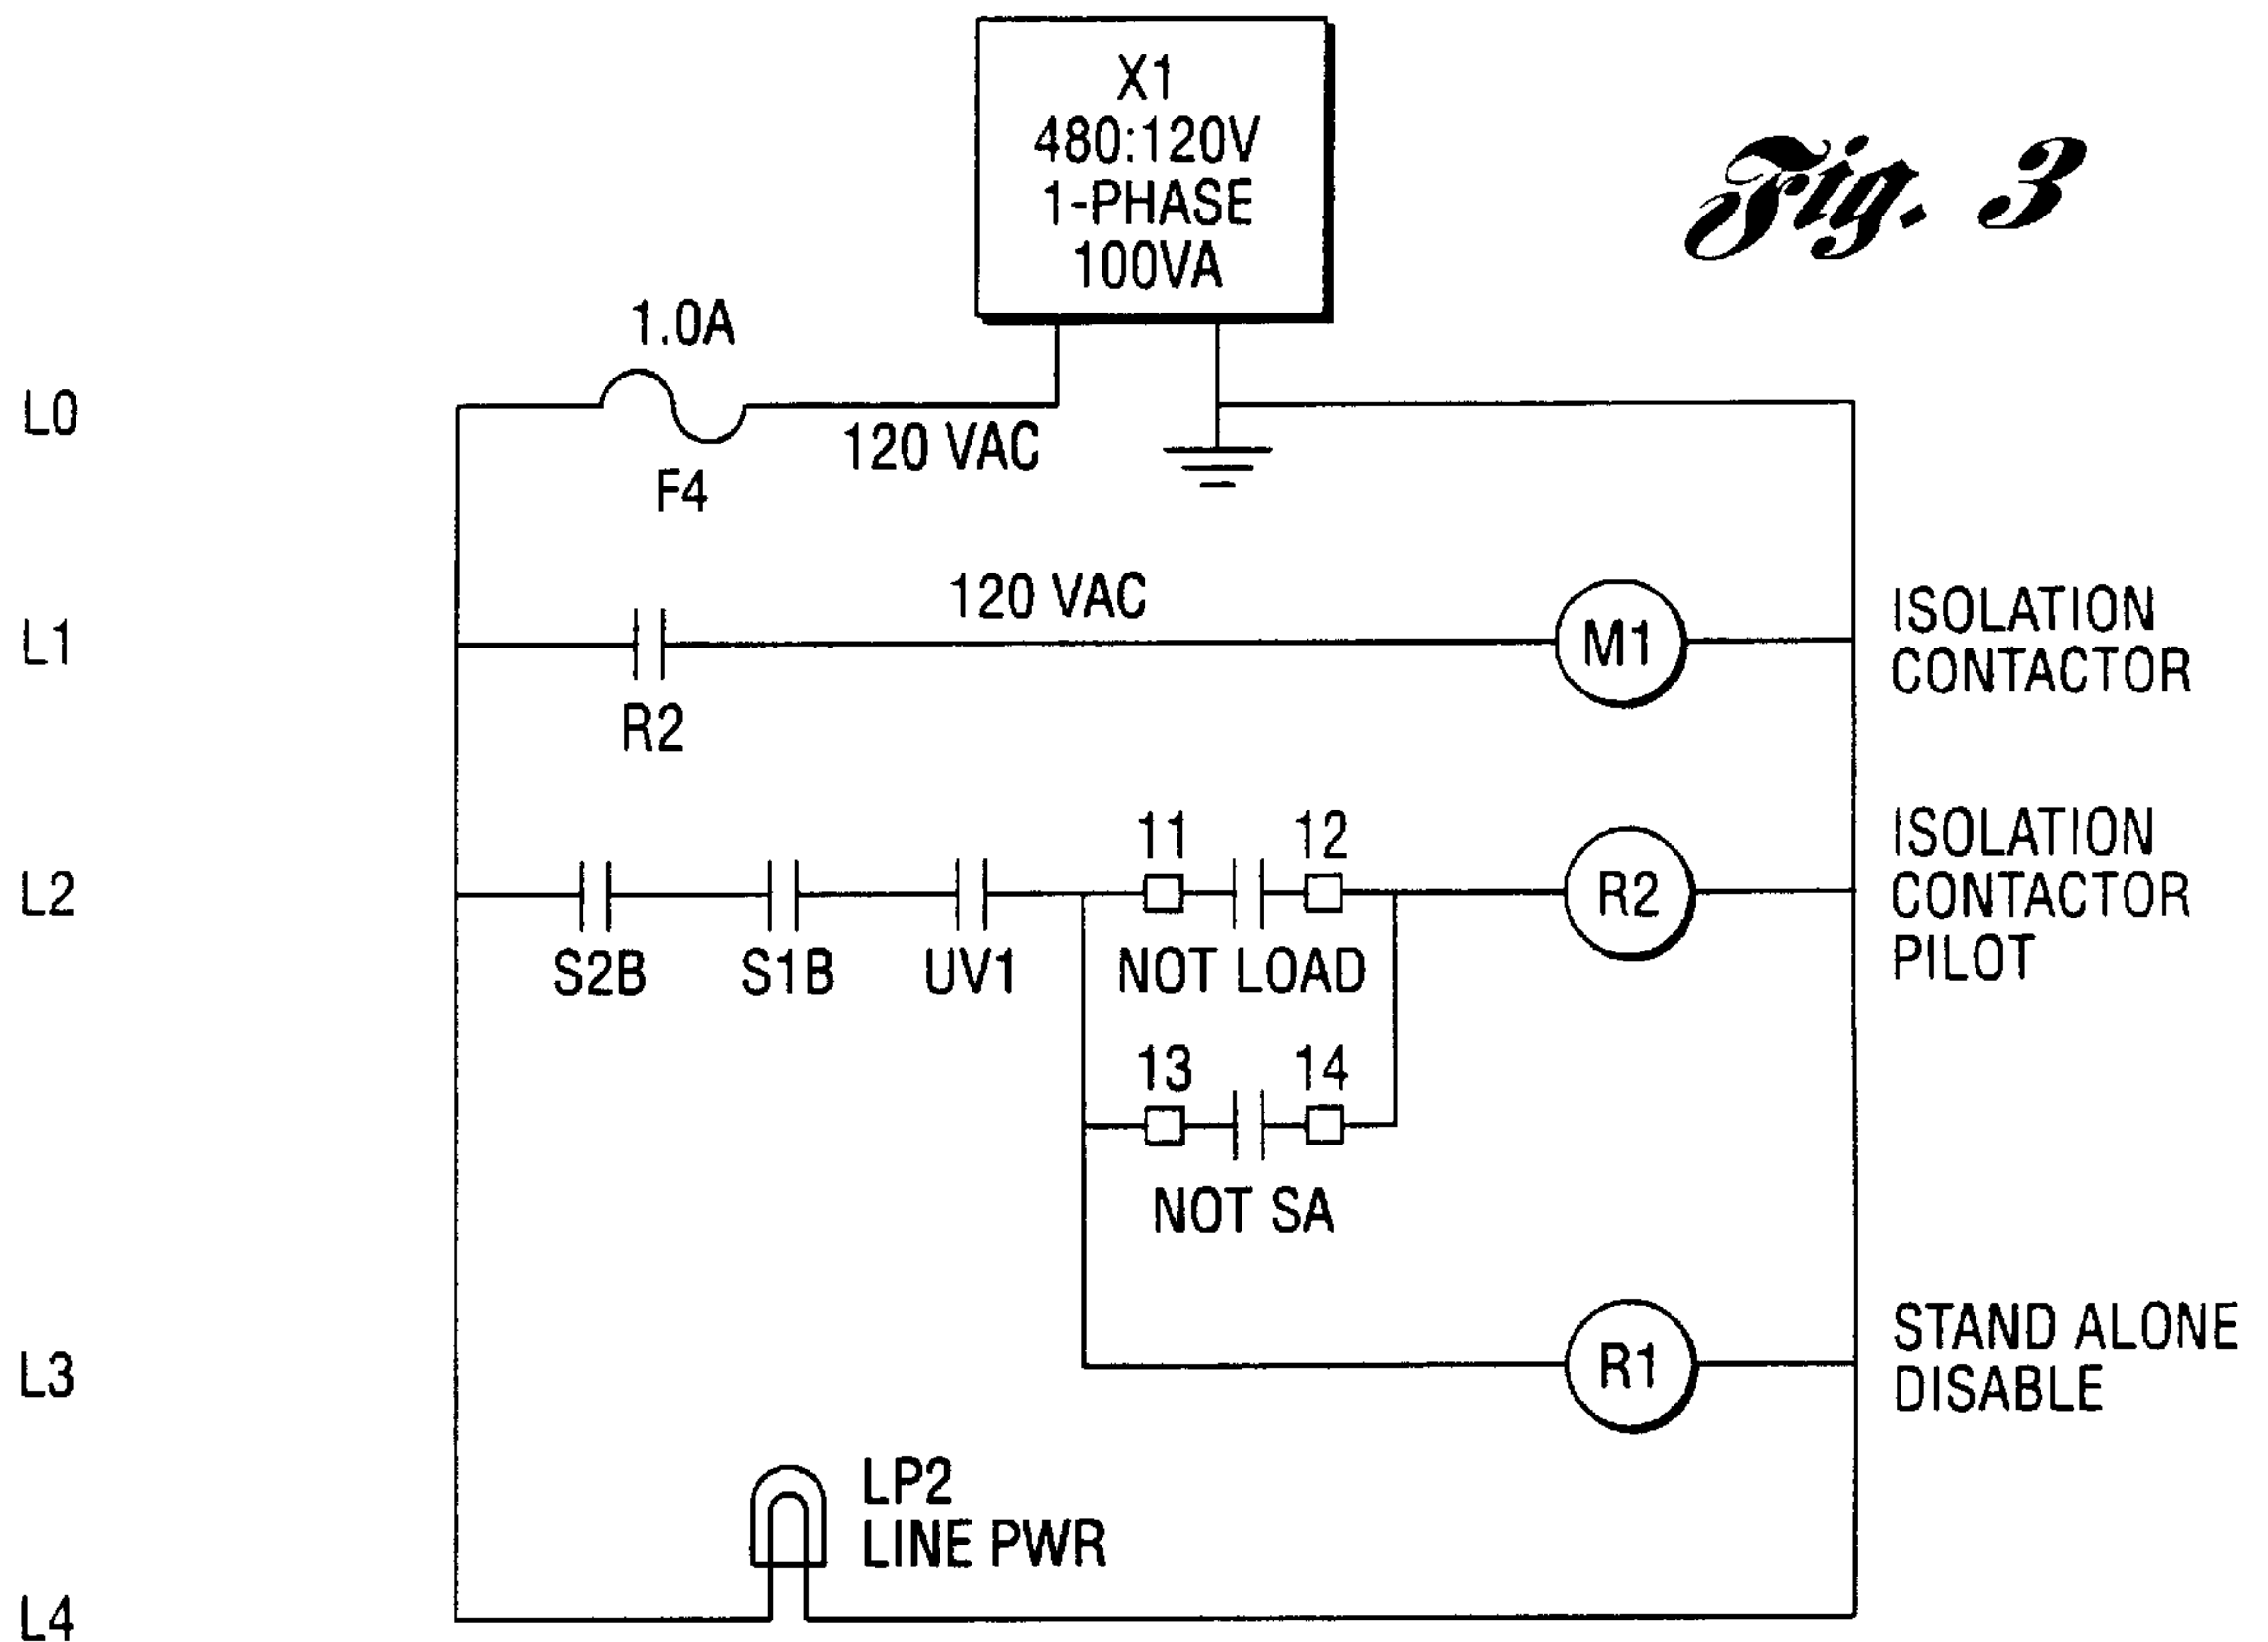 X1
480:120V
1-PHASE
100VA
Fig. 3
1.0A
L0
120 VAC
F4
120 VAC
L1
M1
ISOLATION
CONTACTOR
R2
11
12
L2
R2
ISOLATION
CONTACTOR
PILOT
S2B
S1B
UV1
NOT LOAD
13
14
NOT SA
L3
R1
STAND ALONE
DISABLE
LP2
LINE PWR
L4